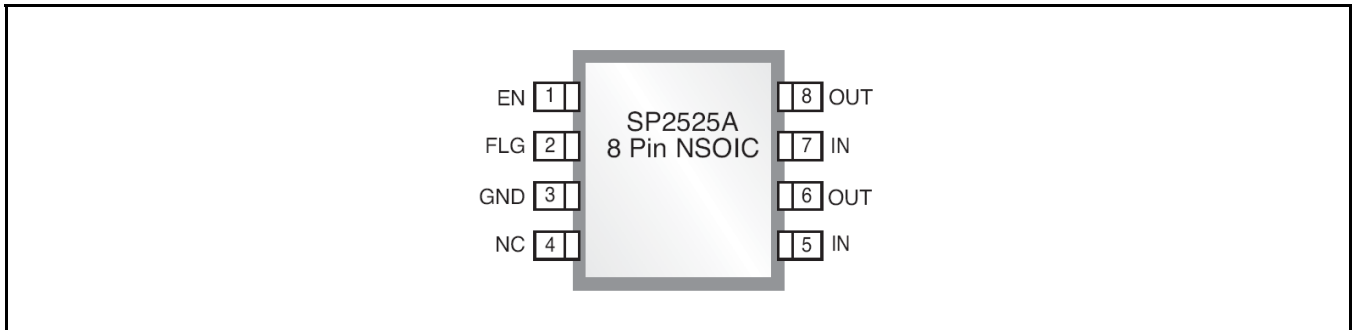 EN 1
FLG 2
GND 3
NC 4
SP2525A
8 Pin NSOIC
8 OUT
7 IN
6 OUT
5 IN